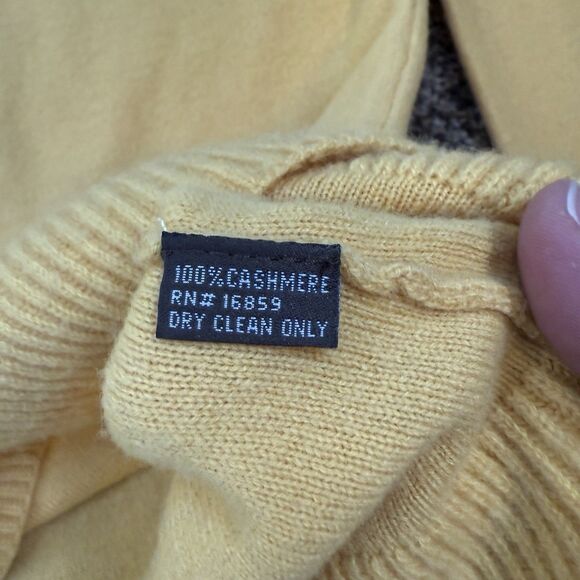 100% CASHMERE
RN# 16859
DRY CLEAN ONLY